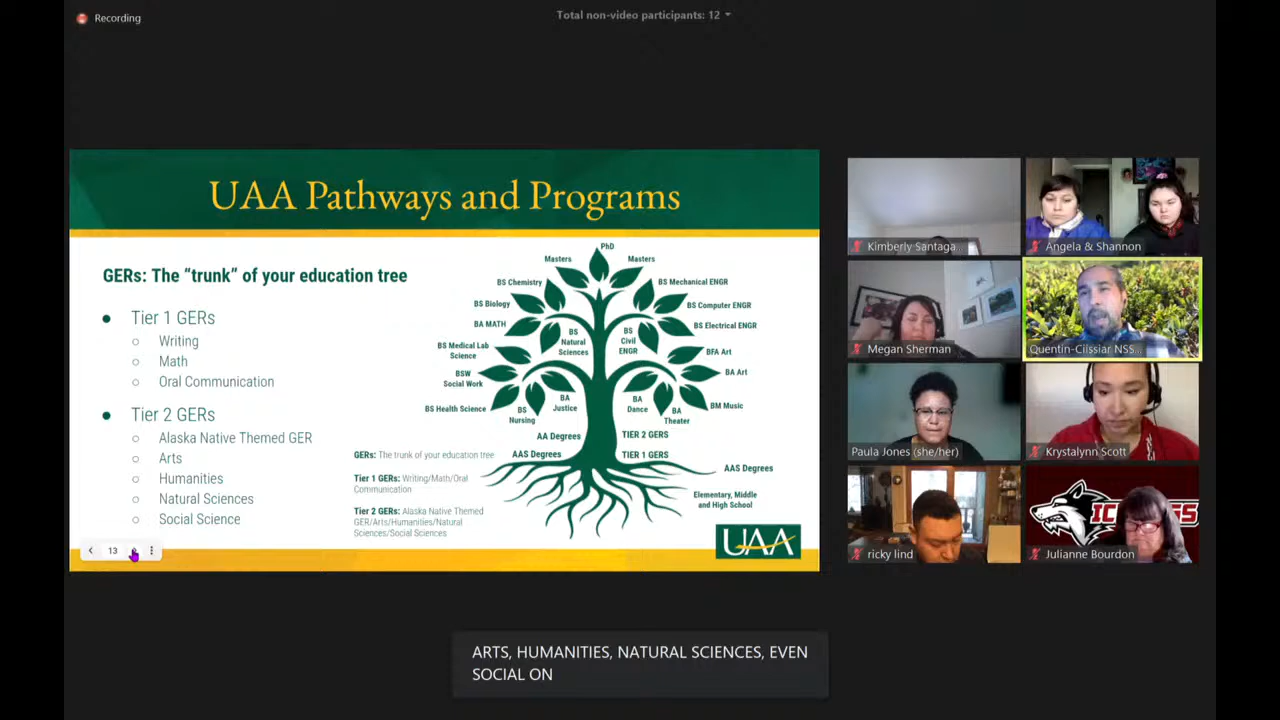 Recording
Total non-video participants: 12
UAA Pathways and Programs
GERs: The “trunk” of your education tree
● Tier 1 GERs
○ Writing
○ Math
○ Oral Communication
● Tier 2 GERs
○ Alaska Native Themed GER
○ Arts
○ Humanities
○ Natural Sciences
○ Social Science
GERs: The trunk of your education tree
Tier 1 GERs: Writing/Math/Oral
Communication
Tier 2 GERs: Alaska Native Themed
GER/Arts/Humanities/Natural
Sciences/Social Sciences
PhD
Masters
Masters
BS Chemistry
BS Mechanical ENGR
BS Biology
BS Computer ENGR
BA MATH
BS Electrical ENGR
BS
Natural
Sciences
BS
Civil
ENGR
BS Medical Lab
Science
BFA Art
BSW
Social Work
BA Art
BS Health Science
BS
Nursing
BA
Justice
BA
Dance
BA
Theater
BM Music
AA Degrees
TIER 2 GERS
AAS Degrees
TIER 1 GERS
AAS Degrees
Elementary, Middle
and High School
UAA
13
Kimberly Santaga...
Angela & Shannon
Megan Sherman
Quentin-Ciissiar NSS...
Paula Jones (she/her)
Krystalynn Scott
ricky lind
Julianne Bourdon
ARTS, HUMANITIES, NATURAL SCIENCES, EVEN
SOCIAL ON